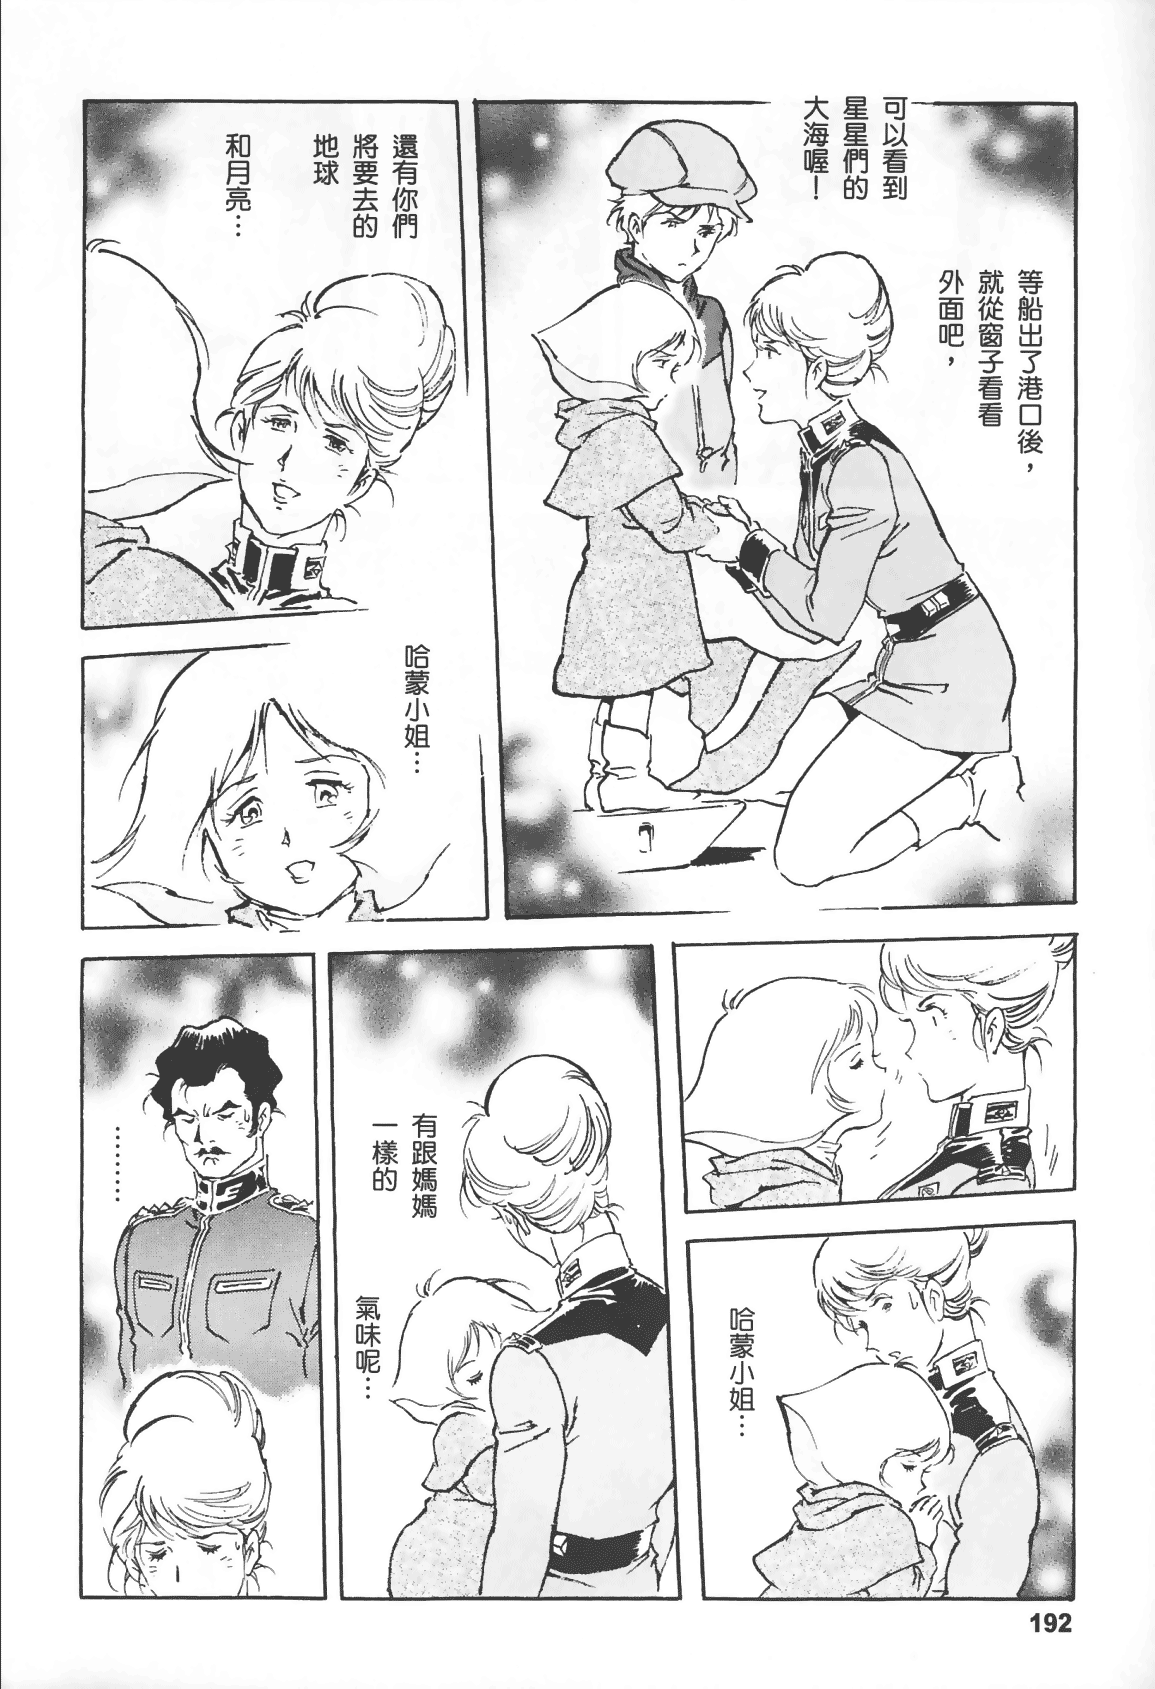 等船出了港口後，
就從窗子看看
外面吧，
可以看到
星星們的
大海喔！
還有你們
將要去的
地球
和月亮…
哈蒙小姐…
哈蒙小姐…
有跟媽媽
一樣的
氣味呢…
………
192